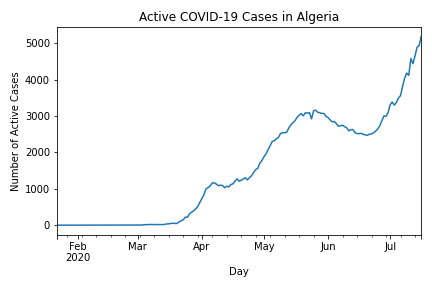 Active COVID-19 Cases in Algeria
Number of Active Cases
5000
4000
3000
2000
1000
0
Feb Mar Apr May Jun Jul
2020
Day